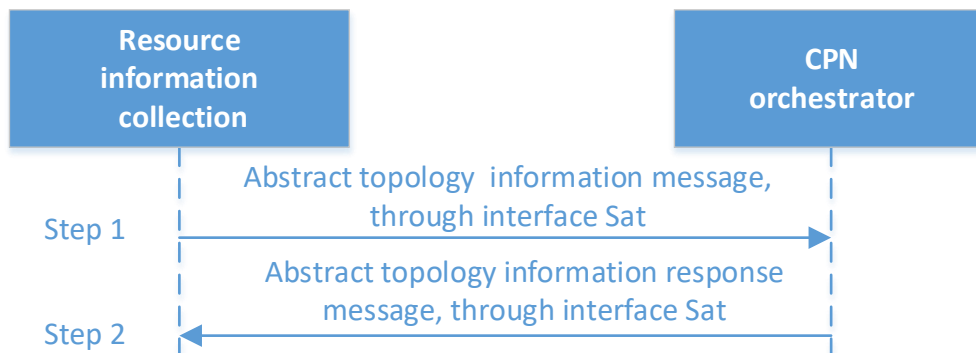 Resource
information
collection
CPN
orchestrator
Abstract topology information message,
through interface Sat
Step 1
Abstract topology information response
message, through interface Sat
Step 2